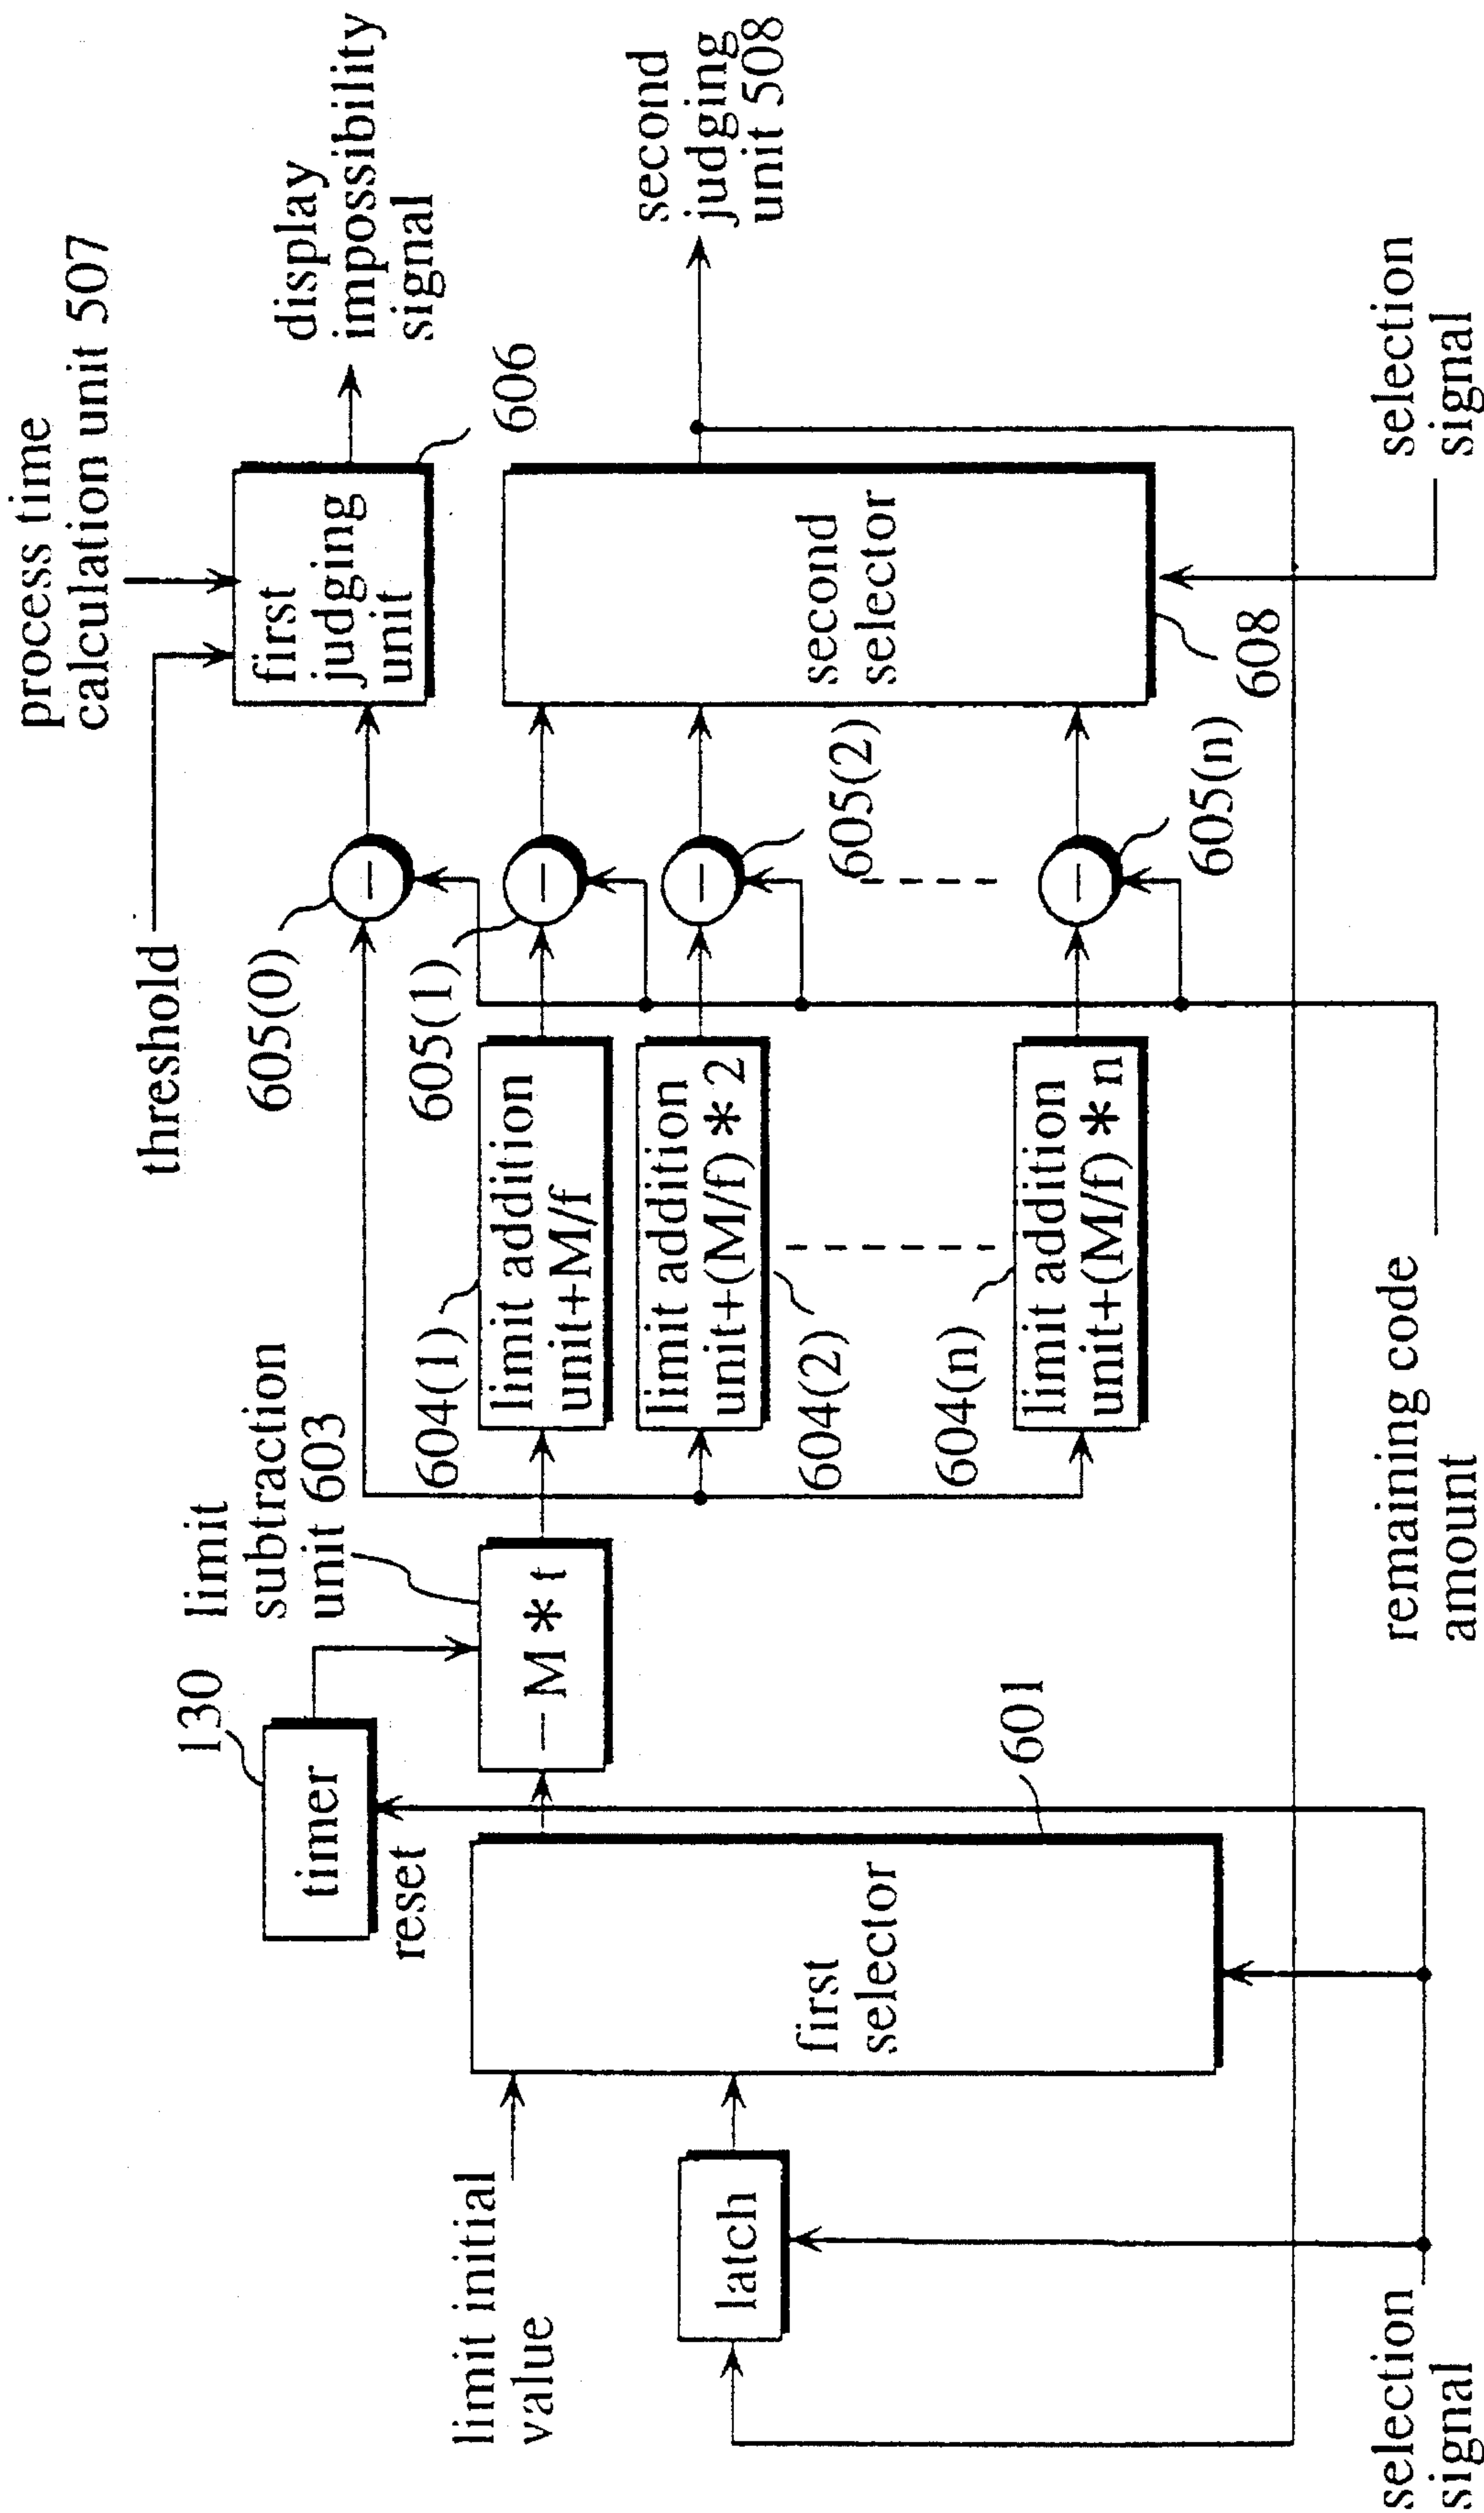 process time
calculation unit 507
threshold
display
impossibility
signal
first
judging
unit
606
605(0)
605(1)
605(2)
605(n)
second
selector
608
second
judging
unit 508
selection
signal
limit
subtraction
unit 603
130
timer
reset
− M * t
604(1)
limit addition
unit+M/f
limit addition
unit+(M/f) * 2
604(2)
604(n)
limit addition
unit+(M/f) * n
remaining code
amount
601
first
selector
limit initial
value
latch
selection
signal